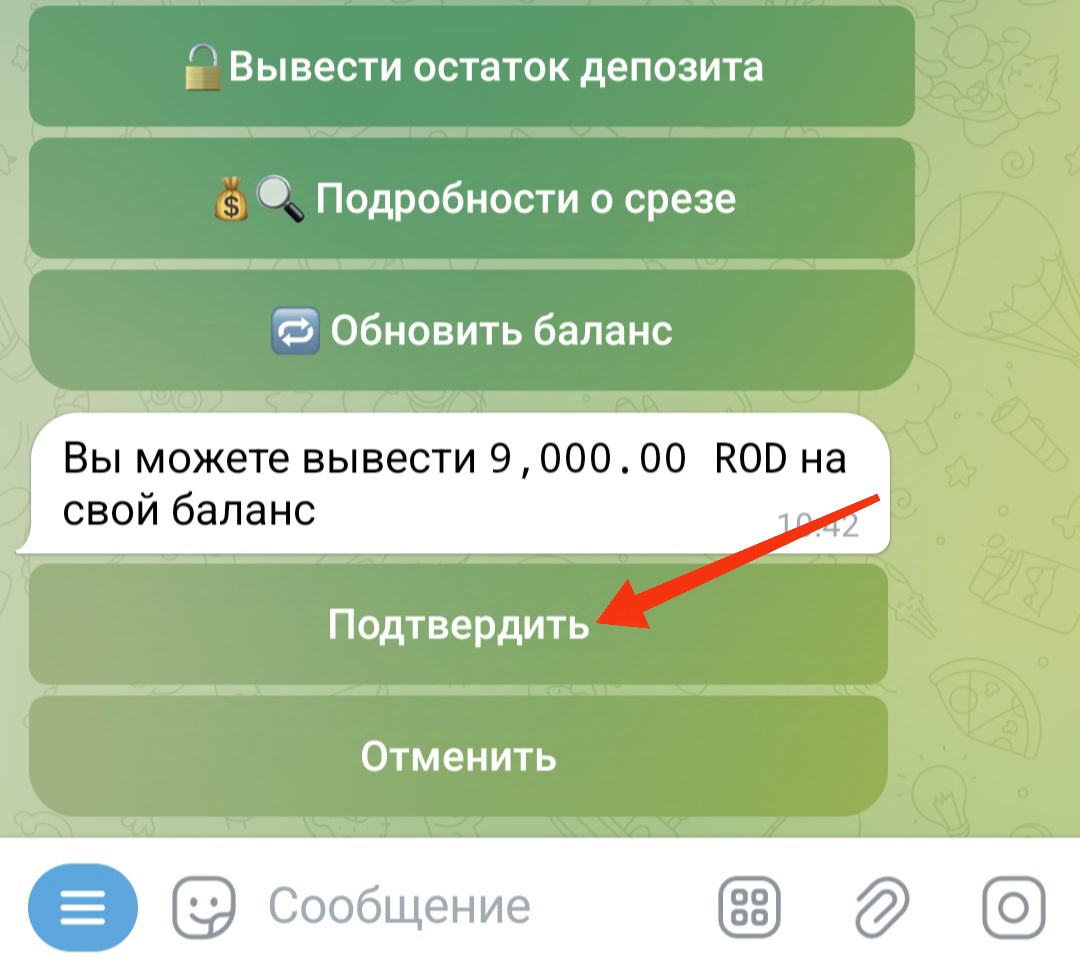 Вывести остаток депозита
Подробности о срезе
Обновить баланс
Вы можете вывести 9,000.00 ROD на
свой баланс
10:42
Подтвердить
Отменить
Сообщение